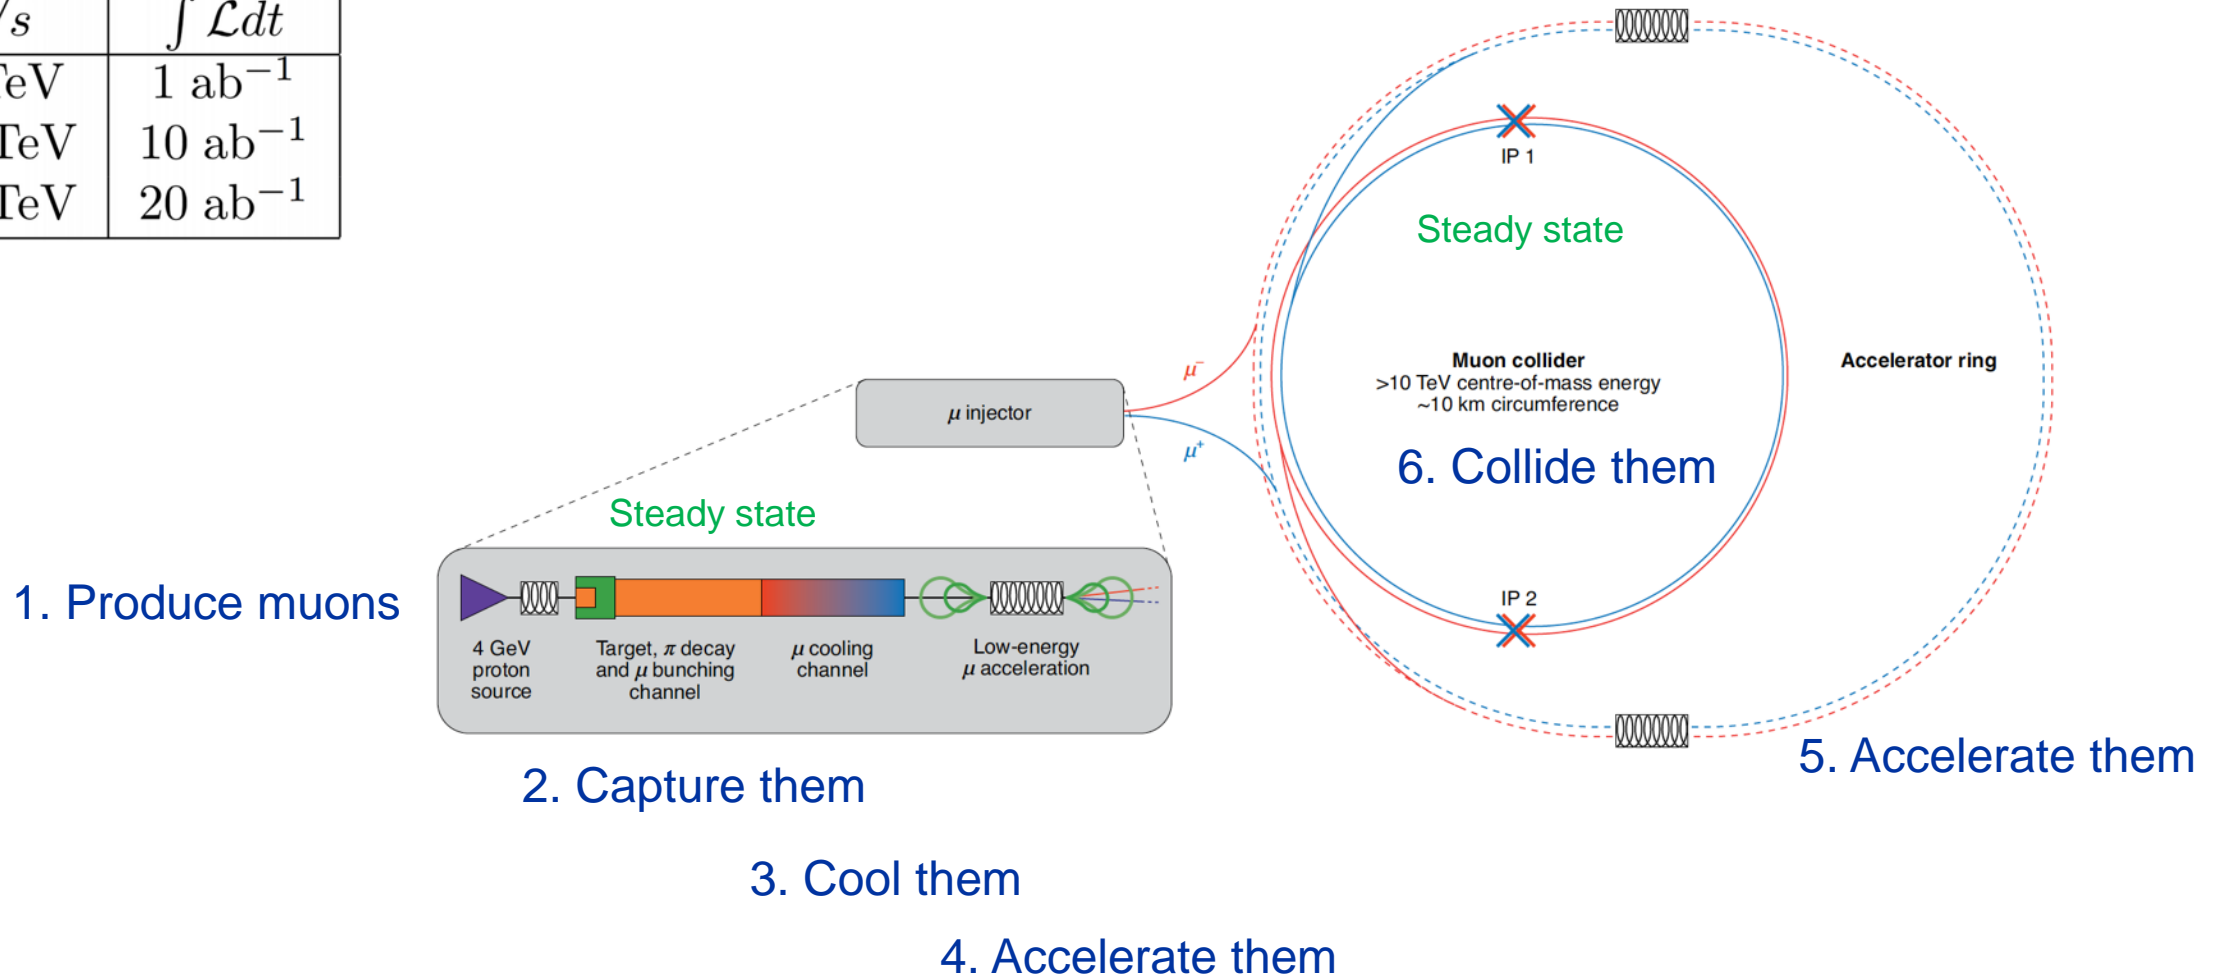 s ∫ ℒdt
eV 1 ab⁻¹
TeV 10 ab⁻¹
TeV 20 ab⁻¹
IP 1
Steady state
Muon collider
>10 TeV centre-of-mass energy
~10 km circumference
Accelerator ring
μ⁻
μ injector
μ⁺
6. Collide them
Steady state
1. Produce muons
IP 2
4 GeV
proton
source
Target, π decay
and μ bunching
channel
μ cooling
channel
Low-energy
μ acceleration
5. Accelerate them
2. Capture them
3. Cool them
4. Accelerate them